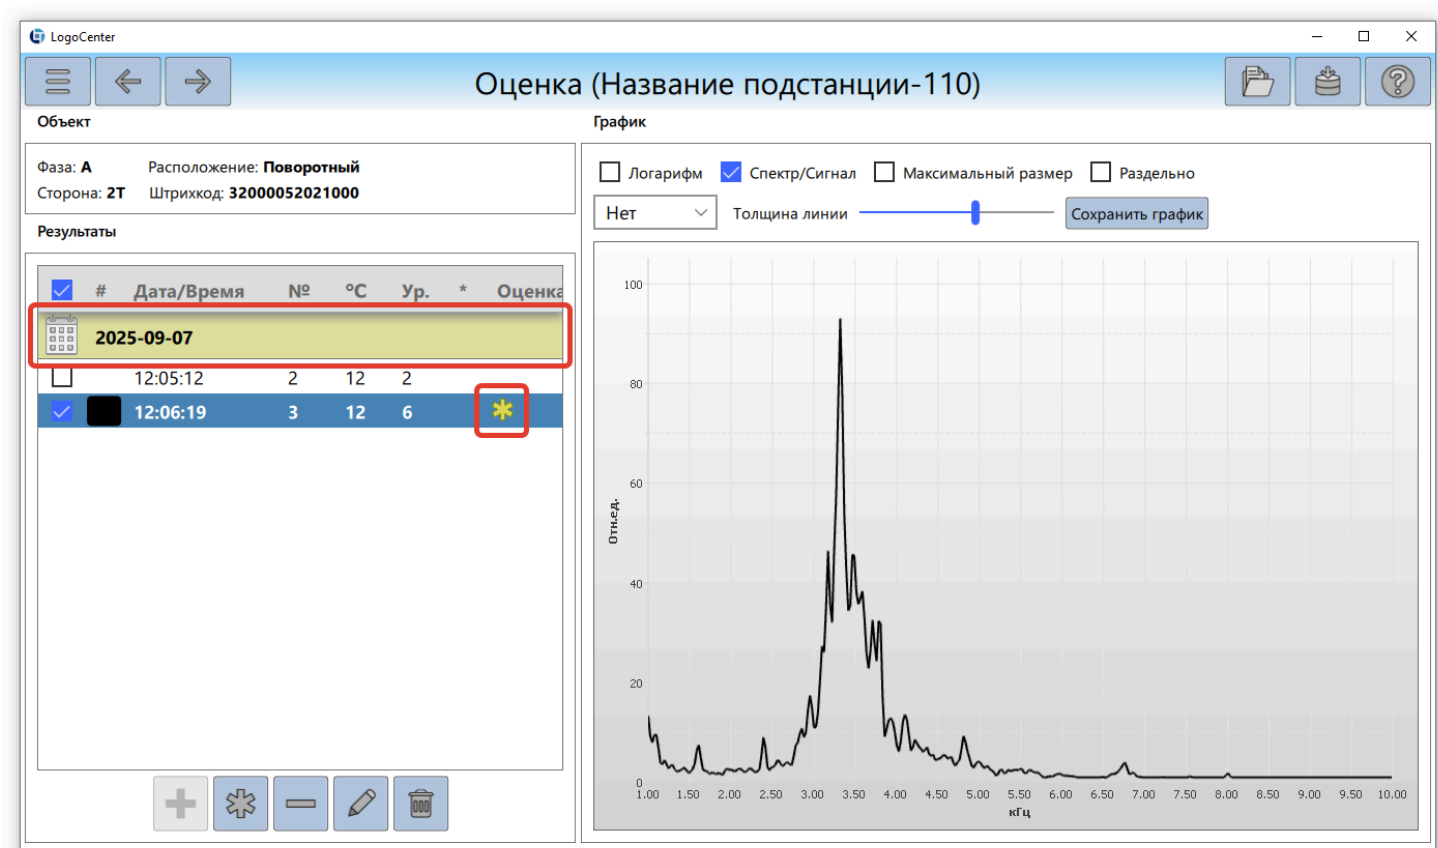 LogoCenter
Оценка (Название подстанции-110)
Объект
Фаза: А Расположение: Поворотный
Сторона: 2Т Штрихкод: 32000052021000
Результаты
# Дата/Время № °C Ур. * Оценка
2025-09-07
12:05:12 2 12 2
12:06:19 3 12 6
График
Логарифм Спектр/Сигнал Максимальный размер Раздельно
Нет Толщина линии Сохранить график
100
80
60
40
20
0
Отн.ед.
1.00 1.50 2.00 2.50 3.00 3.50 4.00 4.50 5.00 5.50 6.00 6.50 7.00 7.50 8.00 8.50 9.00 9.50 10.00
кГц